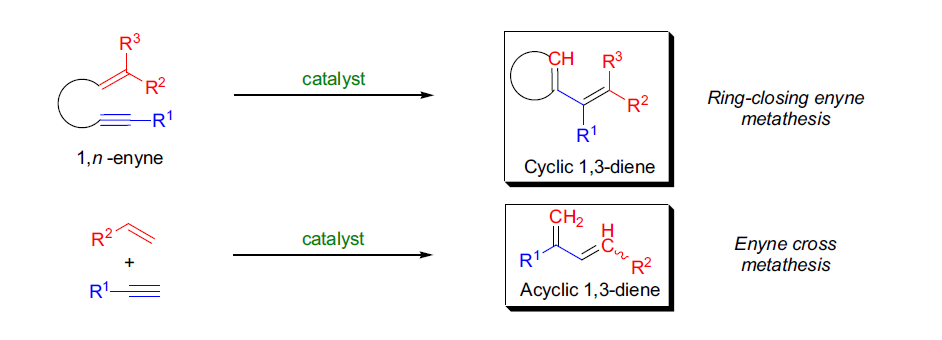 R3
R2
R1
1,n -enyne
catalyst
CH
R3
R2
R1
Cyclic 1,3-diene
Ring-closing enyne
metathesis
R2
+
R1
catalyst
CH2
H
C
R1
R2
Acyclic 1,3-diene
Enyne cross
metathesis